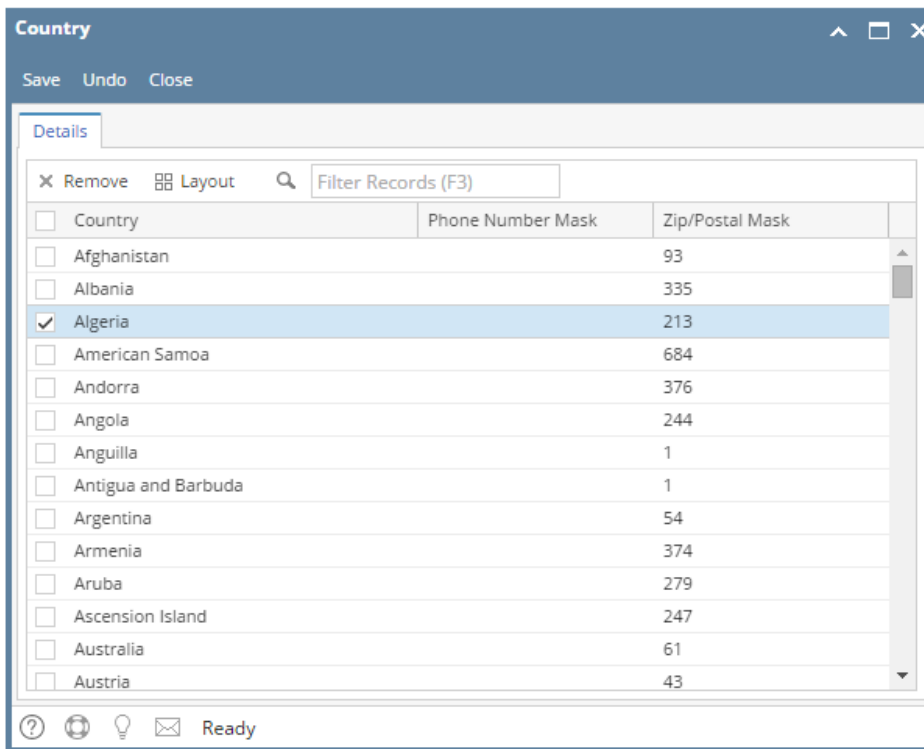 Country
Save Undo Close
Details
Remove Layout Filter Records (F3)
Country Phone Number Mask Zip/Postal Mask
Afghanistan 93
Albania 335
Algeria 213
American Samoa 684
Andorra 376
Angola 244
Anguilla 1
Antigua and Barbuda 1
Argentina 54
Armenia 374
Aruba 279
Ascension Island 247
Australia 61
Austria 43
Ready